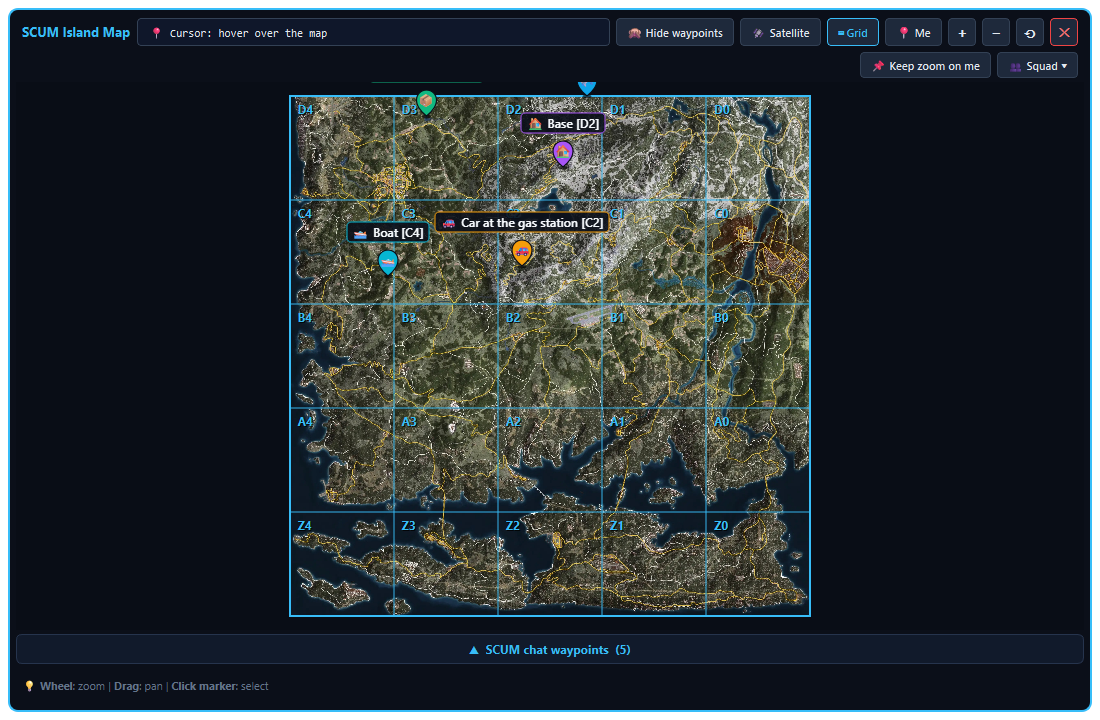 SCUM Island Map
Cursor: hover over the map
Hide waypoints
Satellite
Grid
Me
+
−
Keep zoom on me
Squad ▾
D4 D3 D2 D1 D0
Base [D2]
C4 C3 C1 C0
Car at the gas station [C2]
Boat [C4]
B4 B3 B2 B1 B0
A4 A3 A2 A1 A0
Z4 Z3 Z2 Z1 Z0
▲ SCUM chat waypoints (5)
Wheel: zoom | Drag: pan | Click marker: select